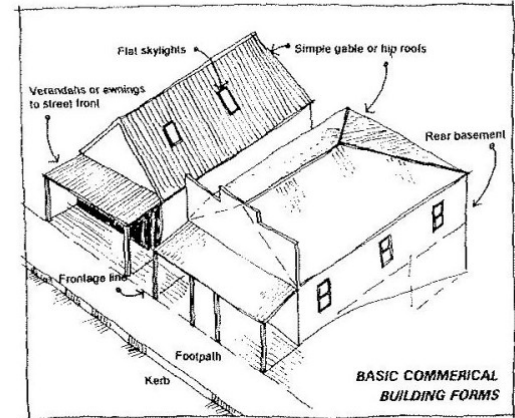 Flat skylights
Simple gable or hip roofs
Verandahs or awnings
to street front
Rear basement
Frontage line
Footpath
Kerb
BASIC COMMERICAL
BUILDING FORMS